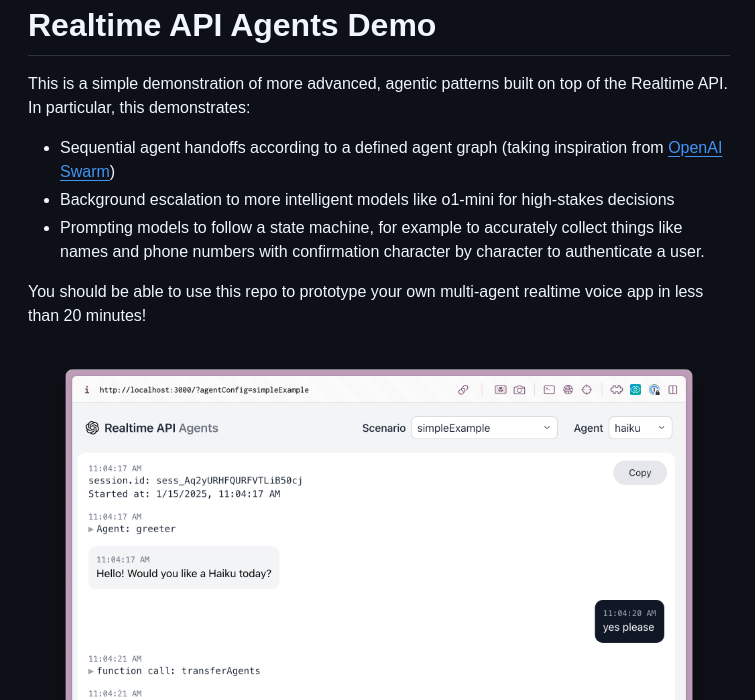 Realtime API Agents Demo
This is a simple demonstration of more advanced, agentic patterns built on top of the Realtime API.
In particular, this demonstrates:
Sequential agent handoffs according to a defined agent graph (taking inspiration from OpenAI
Swarm)
Background escalation to more intelligent models like o1-mini for high-stakes decisions
Prompting models to follow a state machine, for example to accurately collect things like
names and phone numbers with confirmation character by character to authenticate a user.
You should be able to use this repo to prototype your own multi-agent realtime voice app in less
than 20 minutes!
http://localhost:3000/?agentConfig=simpleExample
Realtime API Agents Scenario simpleExample Agent haiku
11:04:17 AM
Copy
session.id: sess_Aq2yURHFQURFVTLiB50cj
Started at: 1/15/2025, 11:04:17 AM
11:04:17 AM
Agent: greeter
11:04:17 AM
Hello! Would you like a Haiku today?
11:04:20 AM
yes please
11:04:21 AM
function call: transferAgents
11:04:21 AM